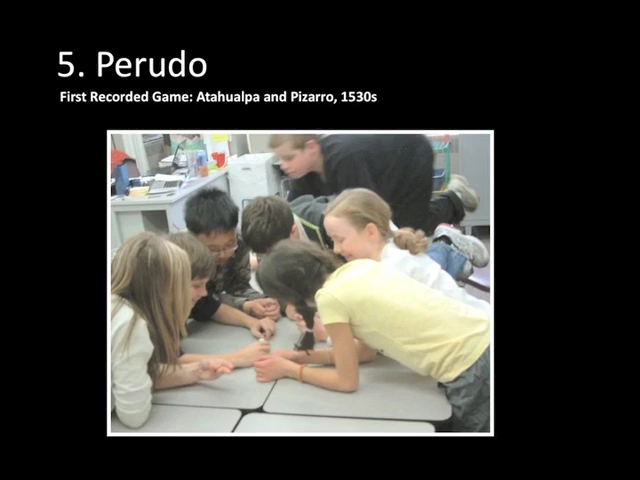 5. Perudo
First Recorded Game: Atahualpa and Pizarro, 1530s